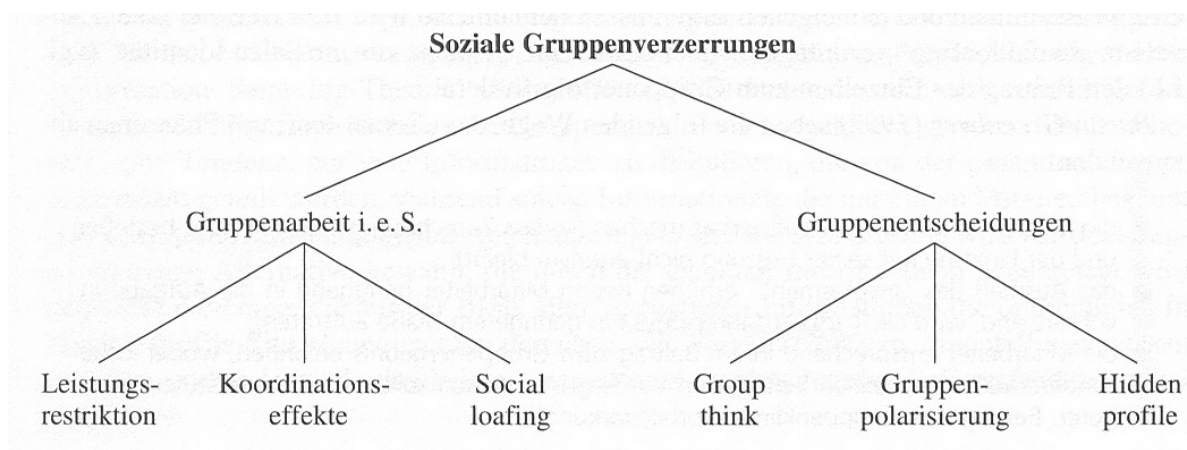 Soziale Gruppenverzerrungen
Gruppenarbeit i. e. S.
Gruppenentscheidungen
Leistungs-
restriktion
Koordinations-
effekte
Social
loafing
Group
think
Gruppen-
polarisierung
Hidden
profile